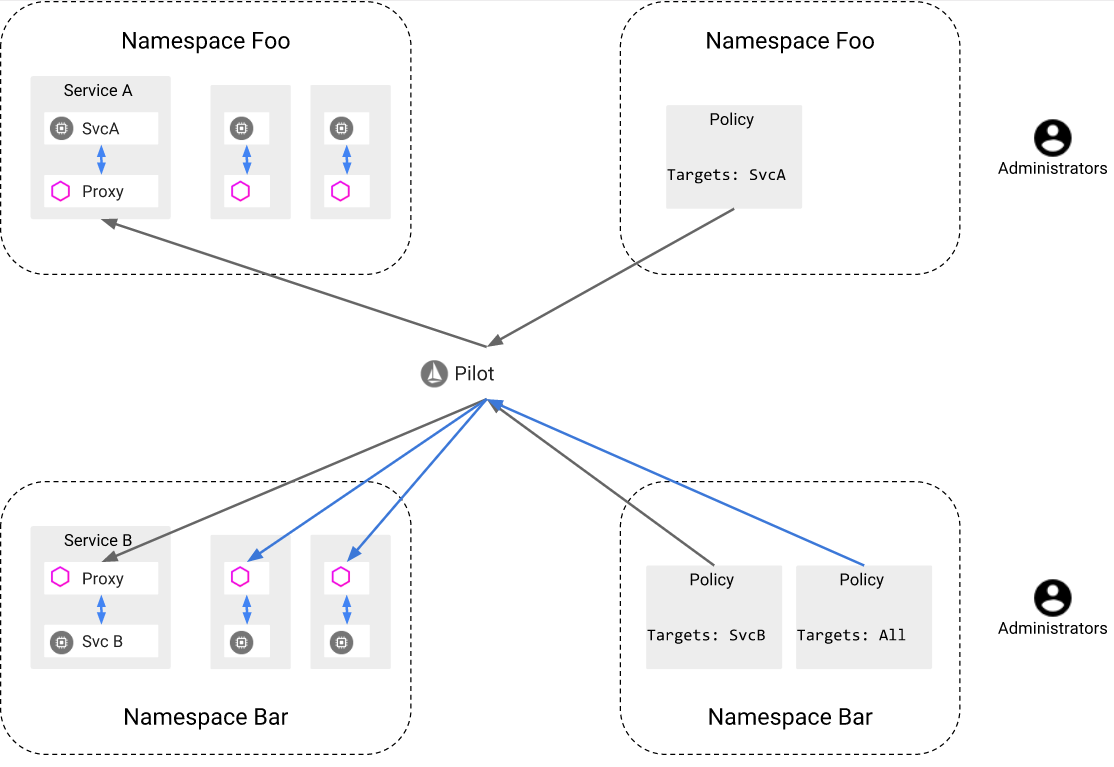 Namespace Foo
Service A
SvcA
Proxy
Namespace Foo
Policy
Targets: SvcA
Administrators
Pilot
Service B
Proxy
Svc B
Namespace Bar
Policy
Targets: SvcB
Policy
Targets: All
Namespace Bar
Administrators